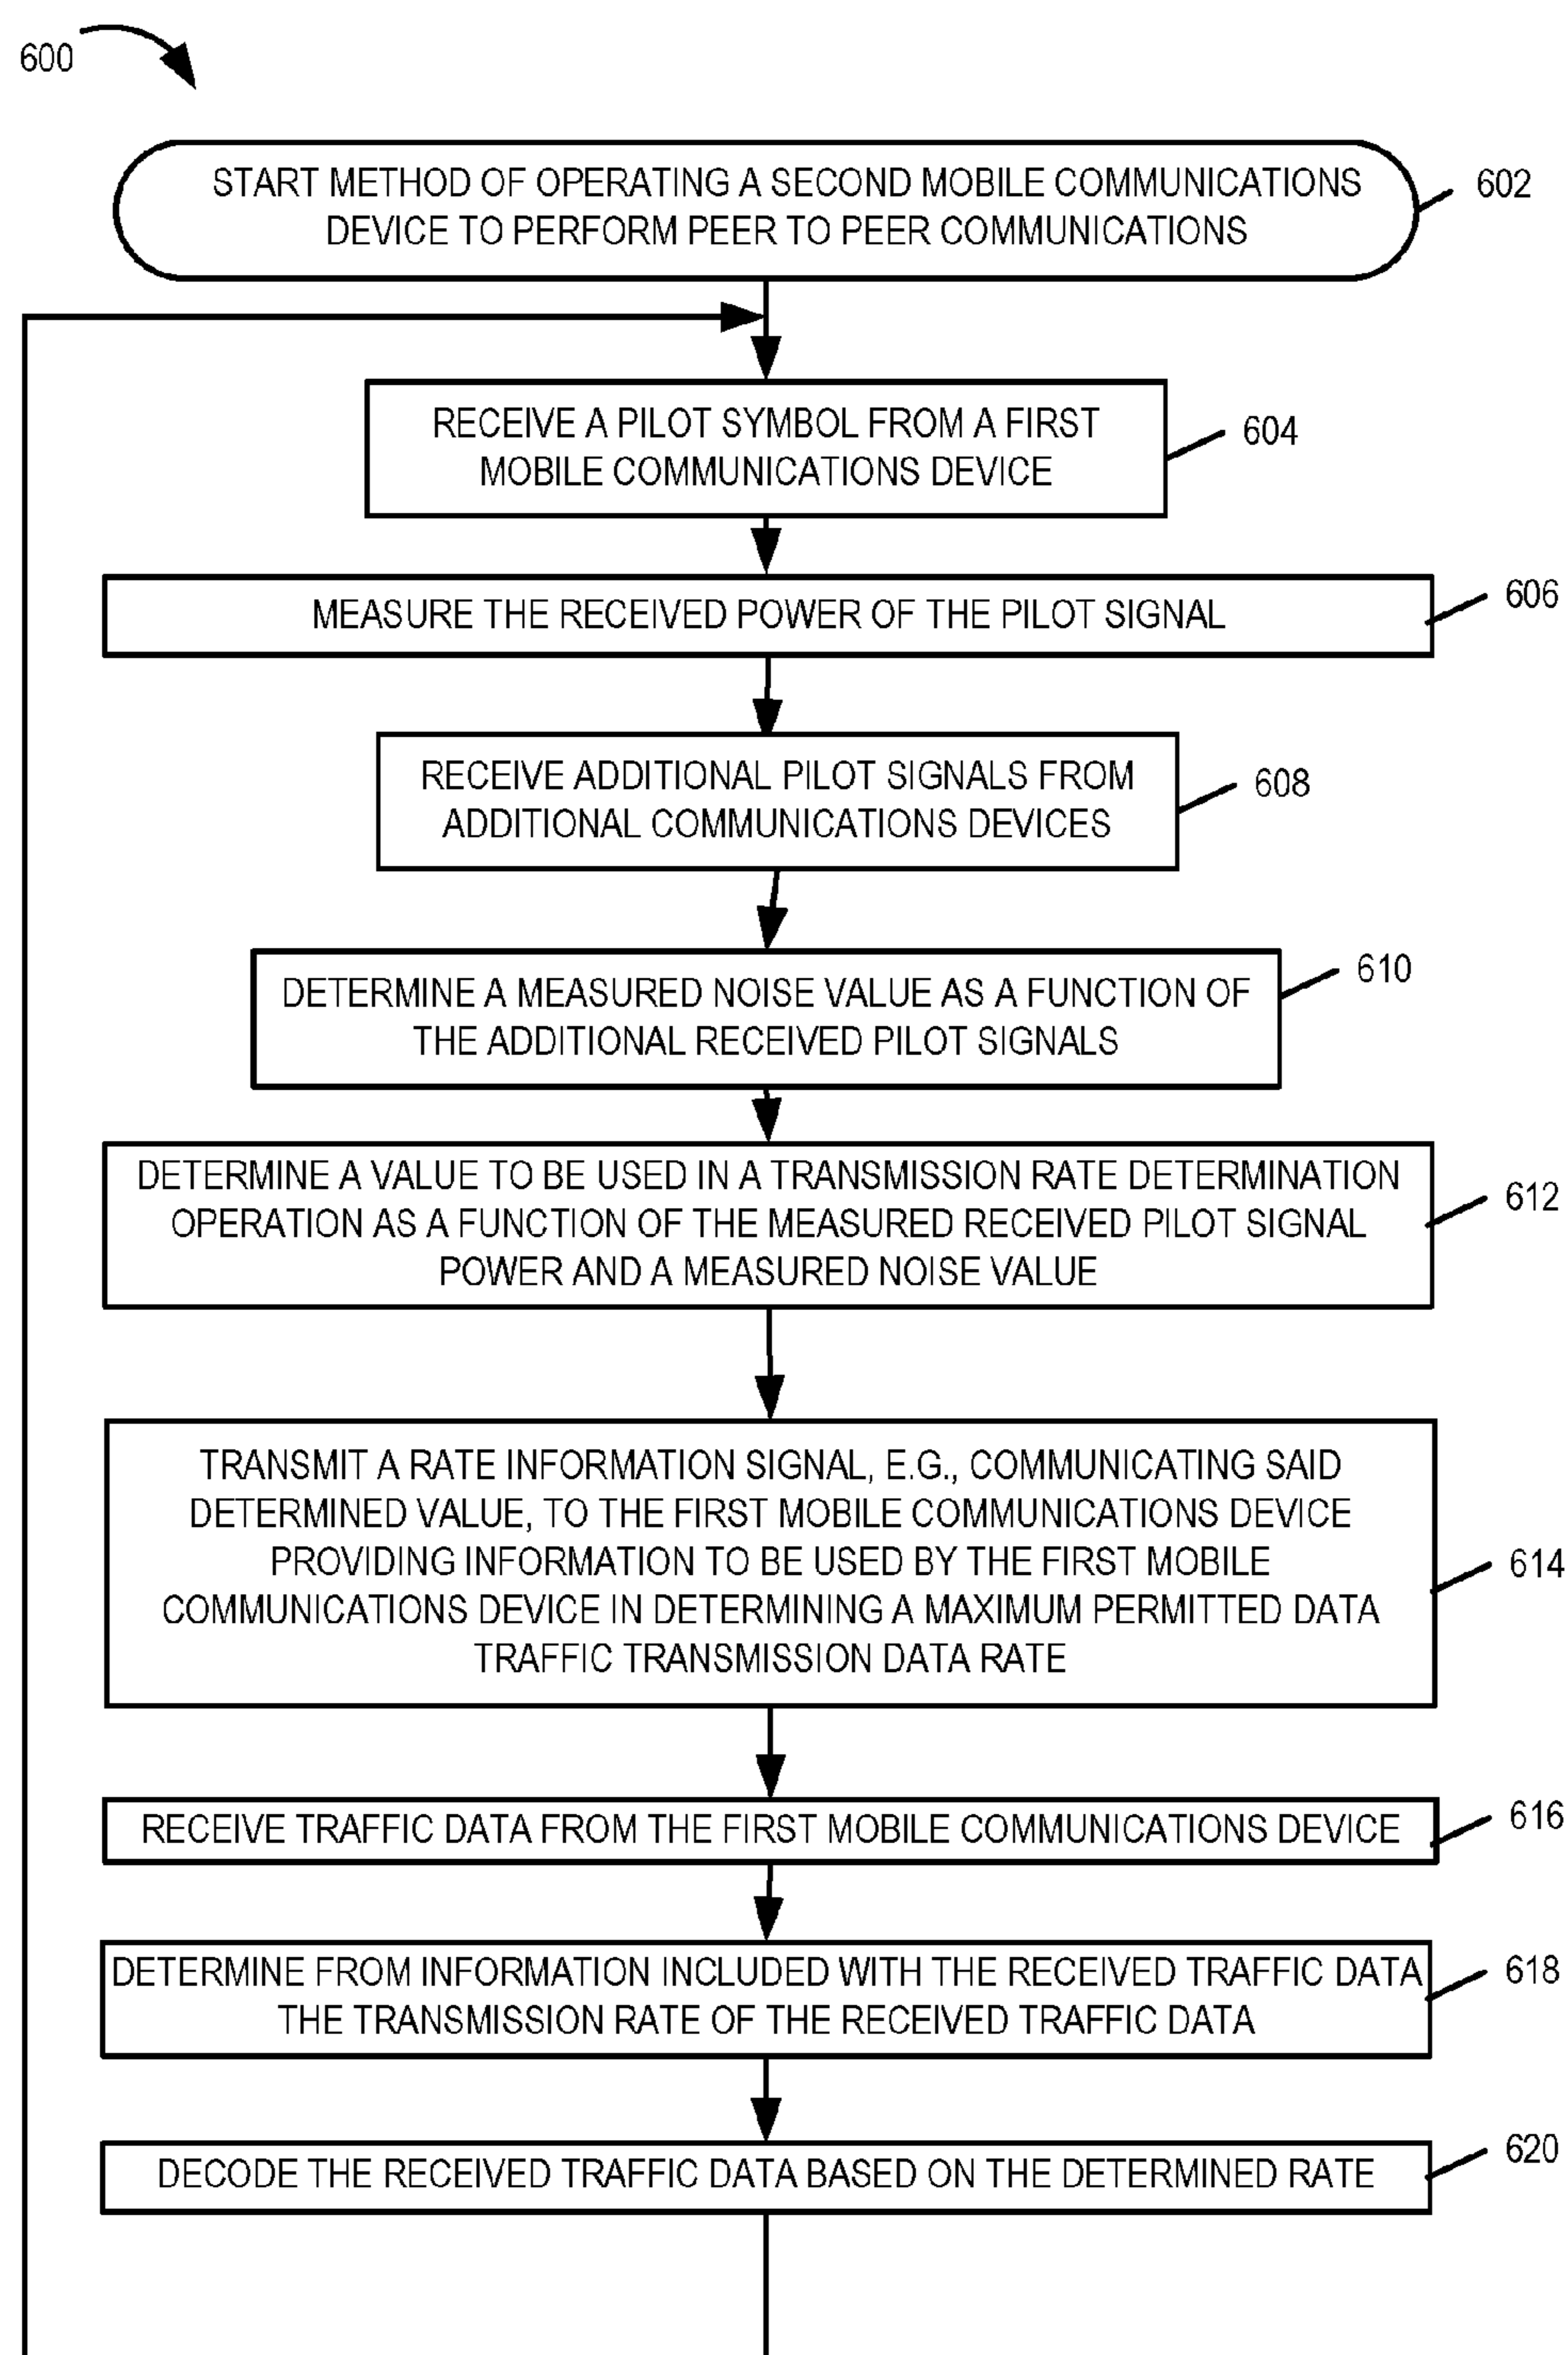 600
START METHOD OF OPERATING A SECOND MOBILE COMMUNICATIONS
DEVICE TO PERFORM PEER TO PEER COMMUNICATIONS
602
RECEIVE A PILOT SYMBOL FROM A FIRST
MOBILE COMMUNICATIONS DEVICE
604
MEASURE THE RECEIVED POWER OF THE PILOT SIGNAL
606
RECEIVE ADDITIONAL PILOT SIGNALS FROM
ADDITIONAL COMMUNICATIONS DEVICES
608
DETERMINE A MEASURED NOISE VALUE AS A FUNCTION OF
THE ADDITIONAL RECEIVED PILOT SIGNALS
610
DETERMINE A VALUE TO BE USED IN A TRANSMISSION RATE DETERMINATION
OPERATION AS A FUNCTION OF THE MEASURED RECEIVED PILOT SIGNAL
POWER AND A MEASURED NOISE VALUE
612
TRANSMIT A RATE INFORMATION SIGNAL, E.G., COMMUNICATING SAID
DETERMINED VALUE, TO THE FIRST MOBILE COMMUNICATIONS DEVICE
PROVIDING INFORMATION TO BE USED BY THE FIRST MOBILE
COMMUNICATIONS DEVICE IN DETERMINING A MAXIMUM PERMITTED DATA
TRAFFIC TRANSMISSION DATA RATE
614
RECEIVE TRAFFIC DATA FROM THE FIRST MOBILE COMMUNICATIONS DEVICE
616
DETERMINE FROM INFORMATION INCLUDED WITH THE RECEIVED TRAFFIC DATA
THE TRANSMISSION RATE OF THE RECEIVED TRAFFIC DATA
618
DECODE THE RECEIVED TRAFFIC DATA BASED ON THE DETERMINED RATE
620